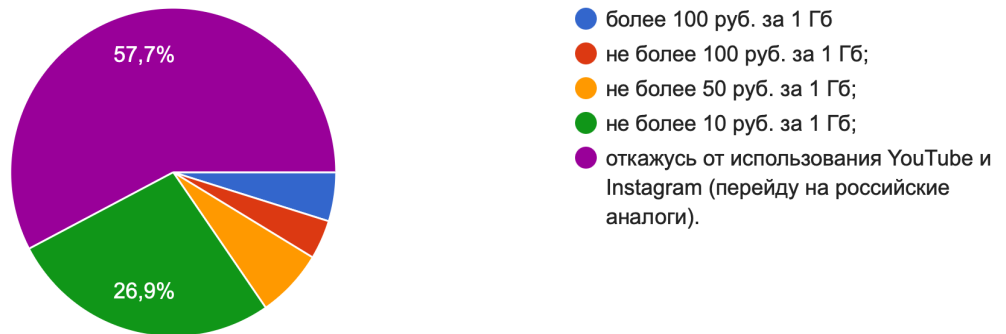 57,7%
26,9%
более 100 руб. за 1 Гб
не более 100 руб. за 1 Гб;
не более 50 руб. за 1 Гб;
не более 10 руб. за 1 Гб;
откажусь от использования YouTube и
Instagram (перейду на российские
аналоги).